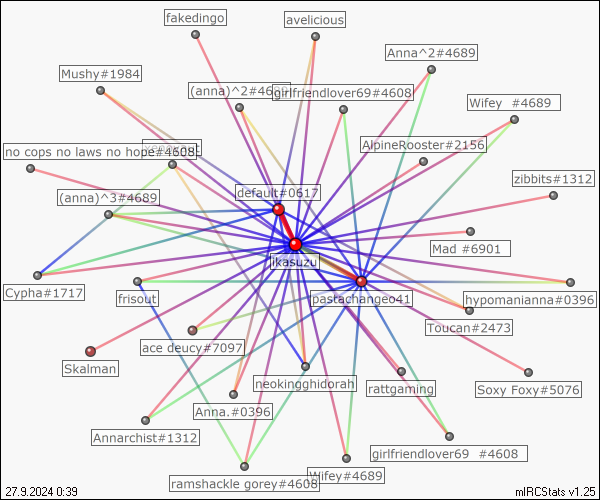 fakedingo
avelicious
Anna^2#4689
Mushy#1984
(anna)^2#46
girlfriendlover69#4608
Wifey  #4689
no cops no laws no hope#4608
AlpineRooster#2156
zibbits#1312
default#0617
(anna)^3#4689
Mad #6901
jikasuzu
Cypha#1717
frisout
pastachangeo41
hypomanianna#0396
Toucan#2473
ace deucy#7097
Skalman
neokingghidorah
rattgaming
Soxy Foxy#5076
Anna.#0396
Annarchist#1312
girlfriendlover69  #4608
ramshackle gorey#4608
Wifey#4689
27.9.2024 0:39
mIRCStats v1.25